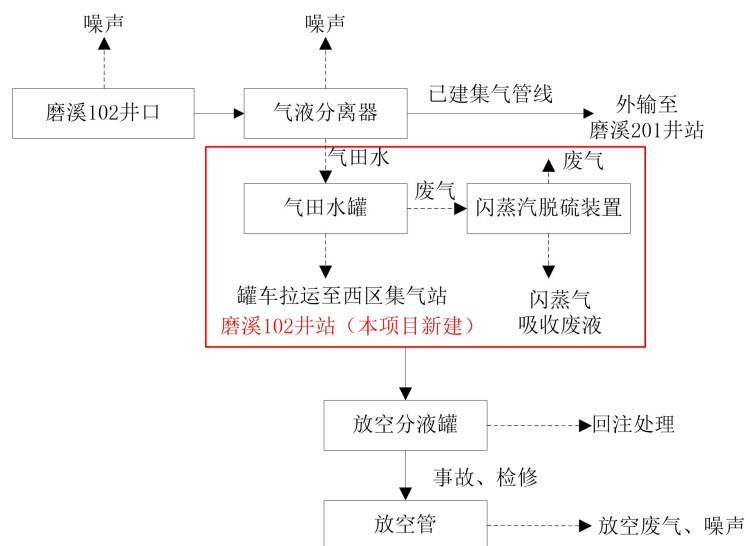 噪声
噪声
磨溪102井口
气液分离器
已建集气管线
外输至
磨溪201井站
气田水
废气
气田水罐
废气
闪蒸汽脱硫装置
罐车拉运至西区集气站
闪蒸气
吸收废液
磨溪102井站（本项目新建）
放空分液罐
回注处理
事故、检修
放空管
放空废气、噪声